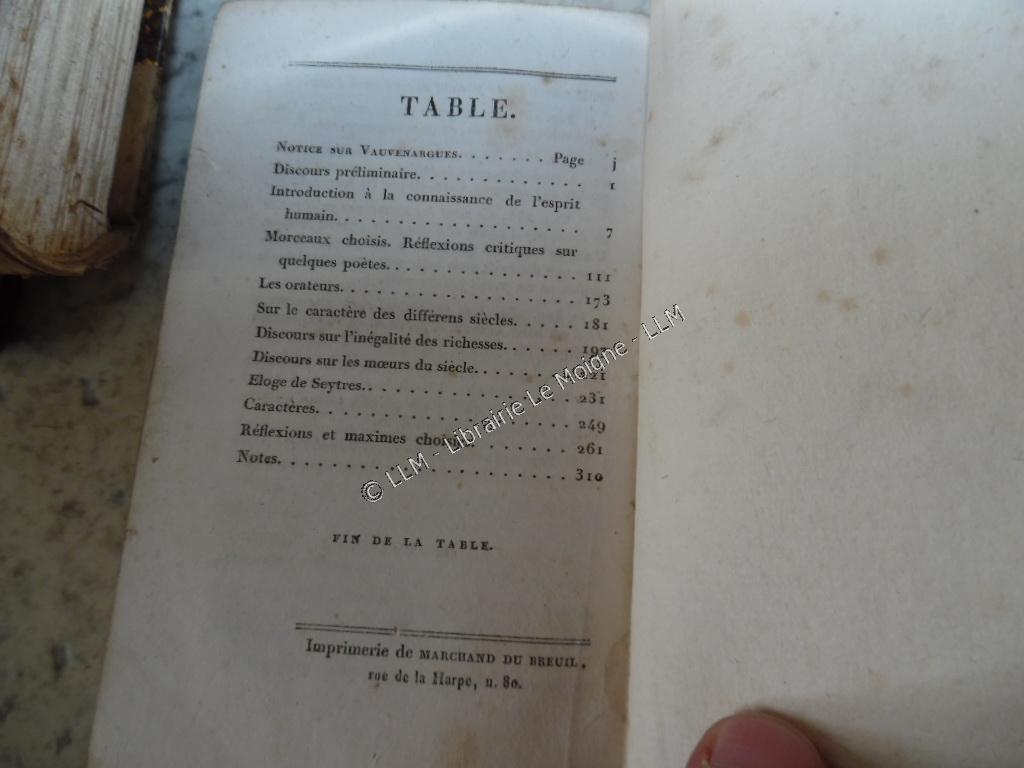 TABLE.
NOTICE SUR VAUVENARGUES. . . . . . . . Page j
Discours préliminaire. . . . . . . . . . . . . 1
Introduction à la connaissance de l'esprit
humain. . . . . . . . . . . . . . . . . . 7
Morceaux choisis. Réflexions critiques sur
quelques poètes. . . . . . . . . . . . . . . 111
Les orateurs. . . . . . . . . . . . . . . . . 173
Sur le caractère des différens siècles. . . . . . 181
Discours sur l'inégalité des richesses. . . . . . .
Discours sur les mœurs du siècle. . . . . . . .
Eloge de Seytres. . . . . . . . . . . . . . . 231
Caractères. . . . . . . . . . . . . . . . . . 249
Réflexions et maximes . . . . . . . 261
Notes. . . . . . . . . . . . . . . . . . . . 310
FIN DE LA TABLE.
Imprimerie de MARCHAND DU BREUIL,
rue de la Harpe, n. 80.
© LLM - Librairie Le Moigne - LLM